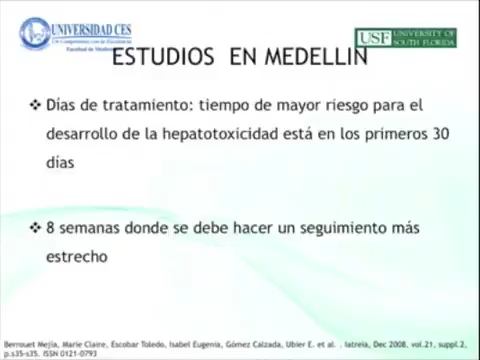 UNIVERSIDAD CES
Un Compromiso con la Excelencia
Facultad de Medicina
USF UNIVERSITY OF
SOUTH FLORIDA
ESTUDIOS EN MEDELLIN
❖ Días de tratamiento: tiempo de mayor riesgo para el
desarrollo de la hepatotoxicidad está en los primeros 30
días
❖ 8 semanas donde se debe hacer un seguimiento más
estrecho
Berrouet Mejía, Marie Claire, Escobar Toledo, Isabel Eugenia, Gómez Calzada, Ubier E. et al. . Iatreia, Dec 2008, vol.21, suppl.2,
p.s35-s35. ISSN 0121-0793